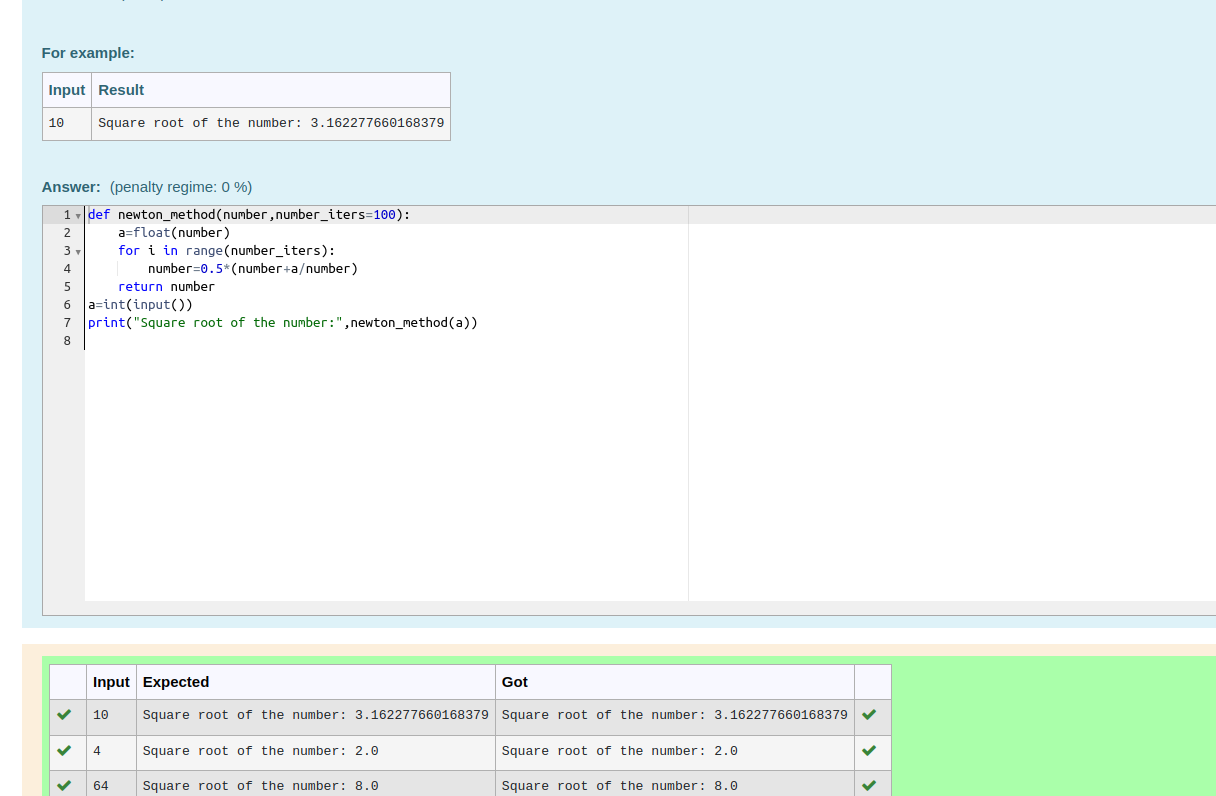 For example:
Input Result
10 Square root of the number: 3.162277660168379
Answer: (penalty regime: 0 %)
1 def newton_method(number,number_iters=100):
2     a=float(number)
3     for i in range(number_iters):
4         number=0.5*(number+a/number)
5     return number
6 a=int(input())
7 print("Square root of the number:",newton_method(a))
8
Input Expected Got
10 Square root of the number: 3.162277660168379 Square root of the number: 3.162277660168379
4 Square root of the number: 2.0 Square root of the number: 2.0
64 Square root of the number: 8.0 Square root of the number: 8.0